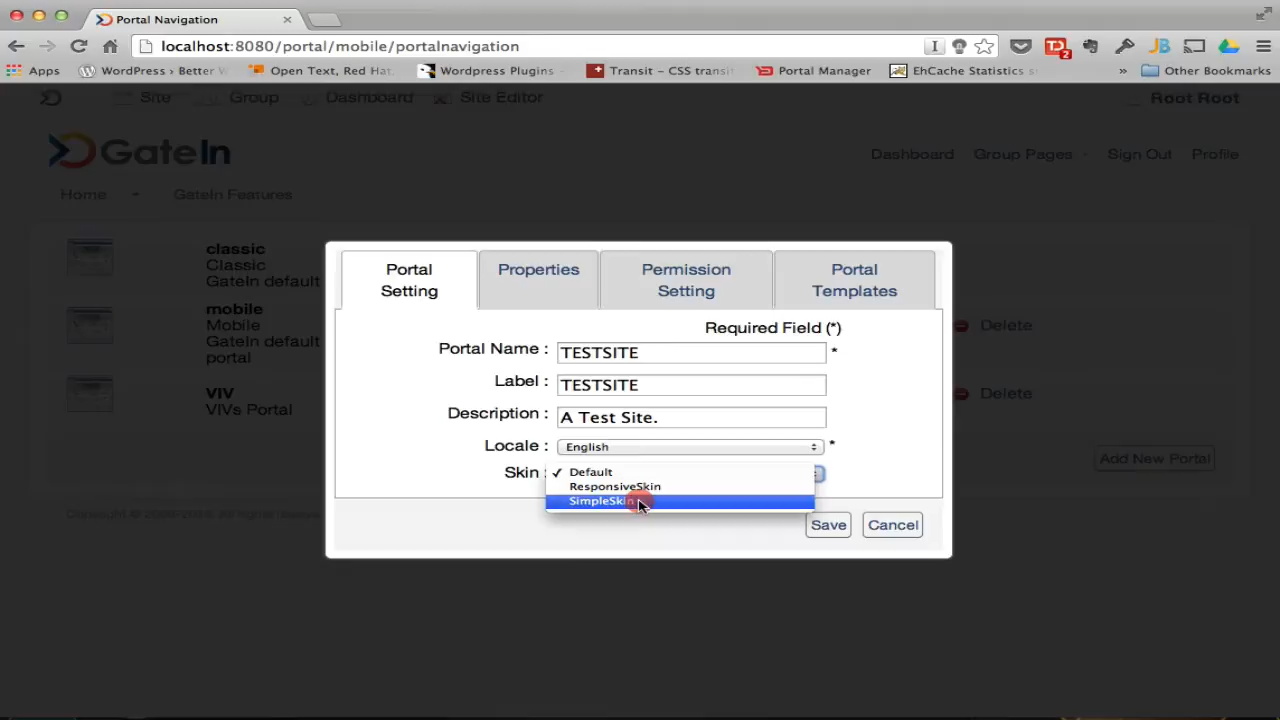 Portal Navigation
localhost:8080/portal/mobile/portalnavigation
2
Apps
WordPress › Better W
Open Text, Red Hat
Wordpress Plugins
Transit - CSS transit
Portal Manager
EhCache Statistics
»
Other Bookmarks
Site Group Dashboard Site Editor
Root Root
GateIn
Dashboard Group Pages Sign Out Profile
Home GateIn Features
classic
Classic
GateIn default
mobile
Mobile
GateIn default
portal
Delete
VIV
VIVs Portal
Delete
Add New Portal
Portal
Setting
Properties
Permission
Setting
Portal
Templates
Required Field (*)
Portal Name : TESTSITE *
Label : TESTSITE
Description : A Test Site.
Locale : English *
Skin : ✓ Default
ResponsiveSkin
SimpleSkin
Save Cancel